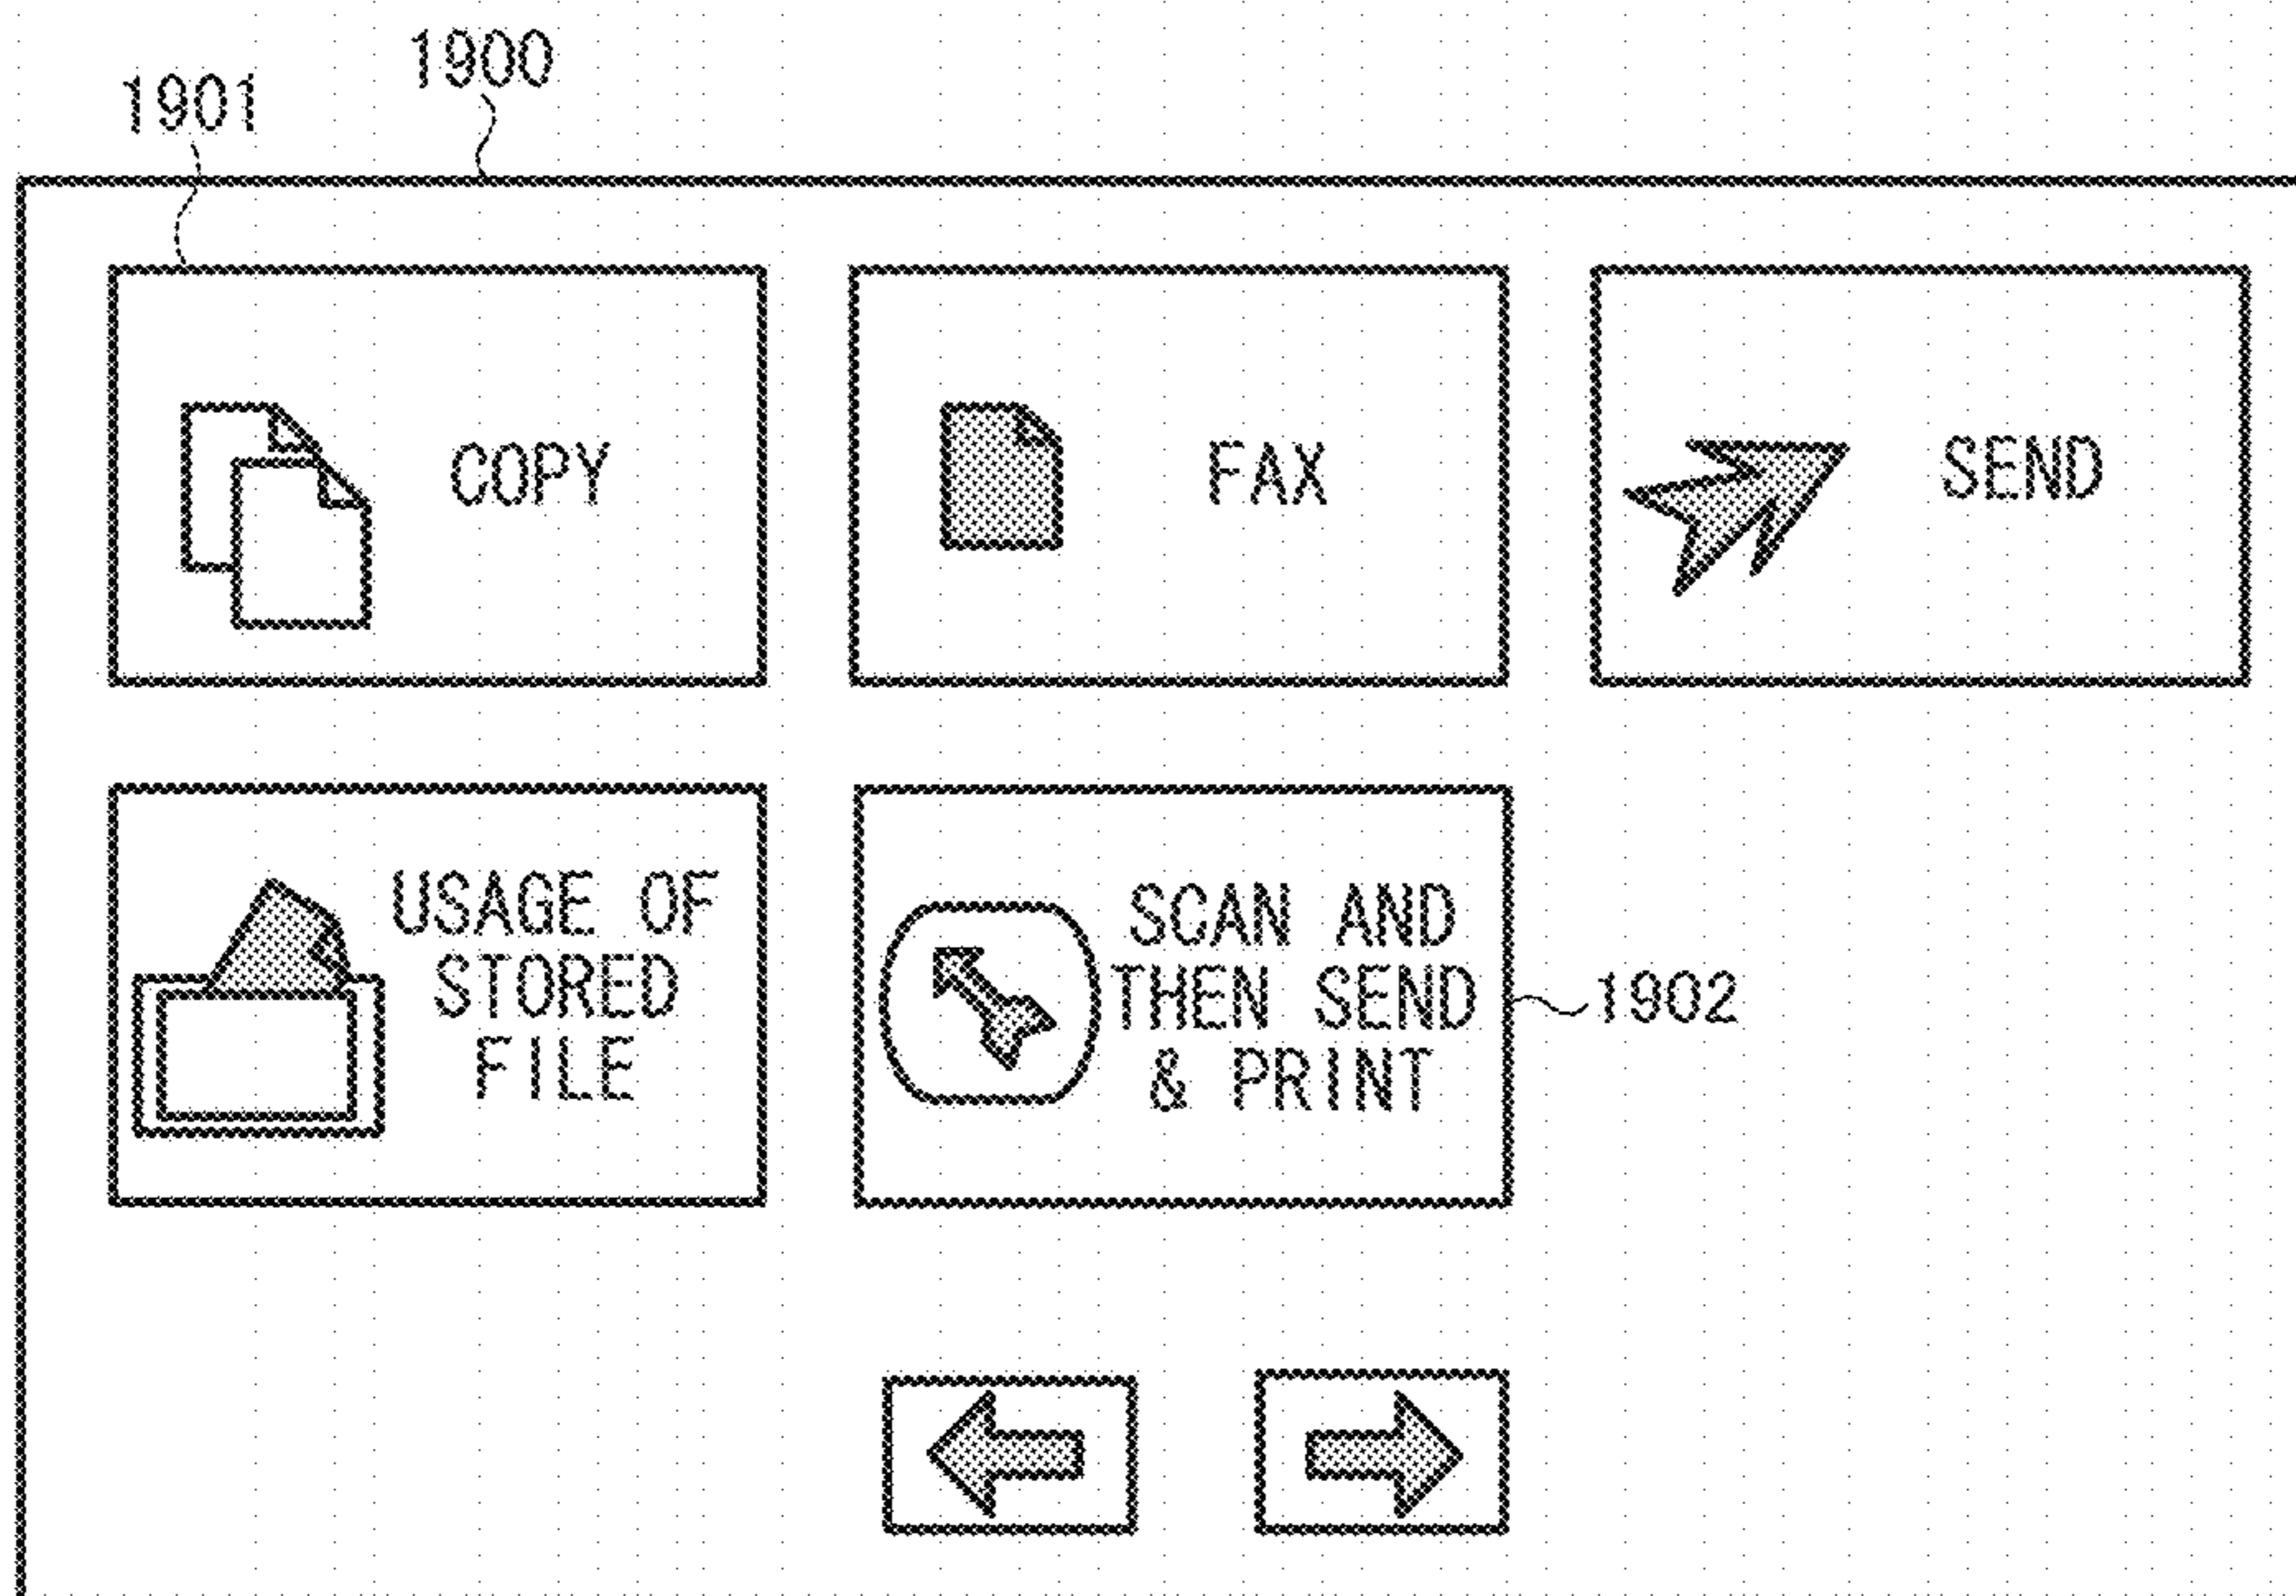 1900
1901
COPY
FAX
SEND
USAGE OF
STORED
FILE
SCAN AND
THEN SEND
& PRINT
1902